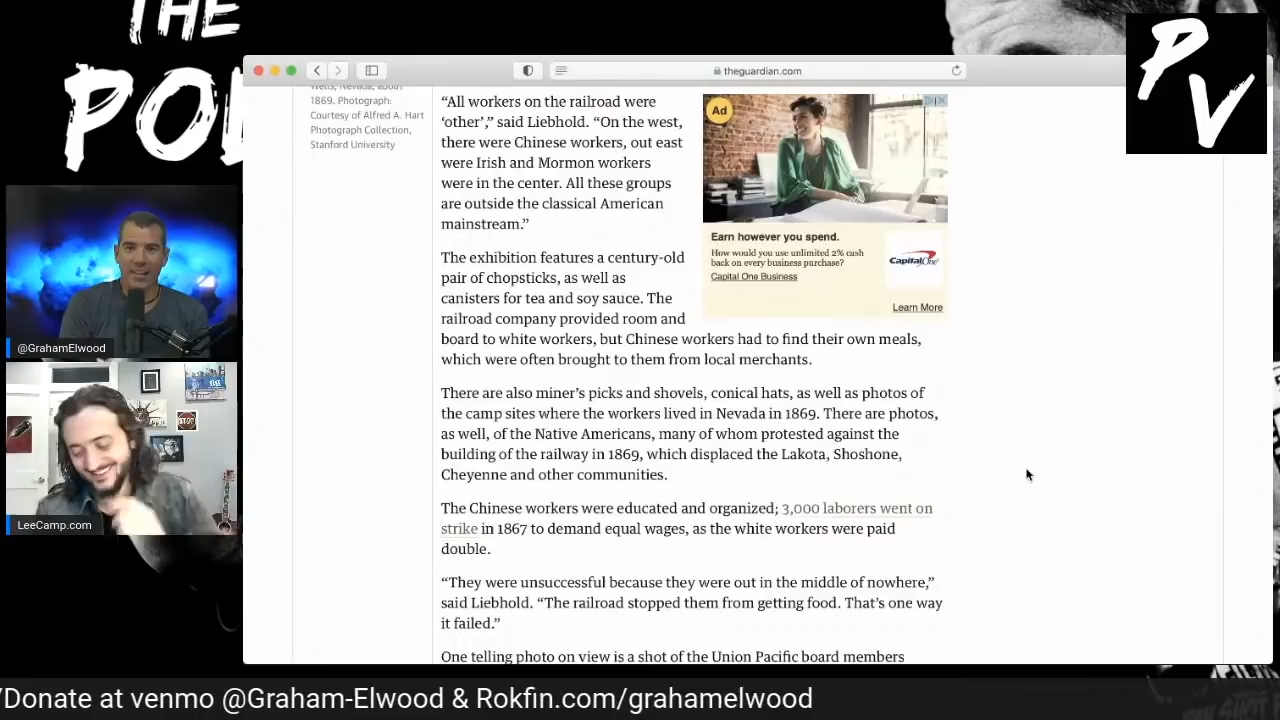 THE
PO
PV
theguardian.com
Wells, Nevada, about
1869. Photograph:
Courtesy of Alfred A. Hart
Photograph Collection,
Stanford University
“All workers on the railroad were
‘other’,” said Liebhold. “On the west,
there were Chinese workers, out east
were Irish and Mormon workers
were in the center. All these groups
are outside the classical American
mainstream.”
Ad
Earn however you spend.
How would you use unlimited 2% cash
back on every business purchase?
Capital One Business
Capital One
Learn More
The exhibition features a century-old
pair of chopsticks, as well as
canisters for tea and soy sauce. The
railroad company provided room and
board to white workers, but Chinese workers had to find their own meals,
which were often brought to them from local merchants.
There are also miner’s picks and shovels, conical hats, as well as photos of
the camp sites where the workers lived in Nevada in 1869. There are photos,
as well, of the Native Americans, many of whom protested against the
building of the railway in 1869, which displaced the Lakota, Shoshone,
Cheyenne and other communities.
The Chinese workers were educated and organized; 3,000 laborers went on
strike in 1867 to demand equal wages, as the white workers were paid
double.
“They were unsuccessful because they were out in the middle of nowhere,”
said Liebhold. “The railroad stopped them from getting food. That’s one way
it failed.”
One telling photo on view is a shot of the Union Pacific board members
@GrahamElwood
STOP
LeeCamp.com
/Donate at venmo @Graham-Elwood & Rokfin.com/grahamelwood